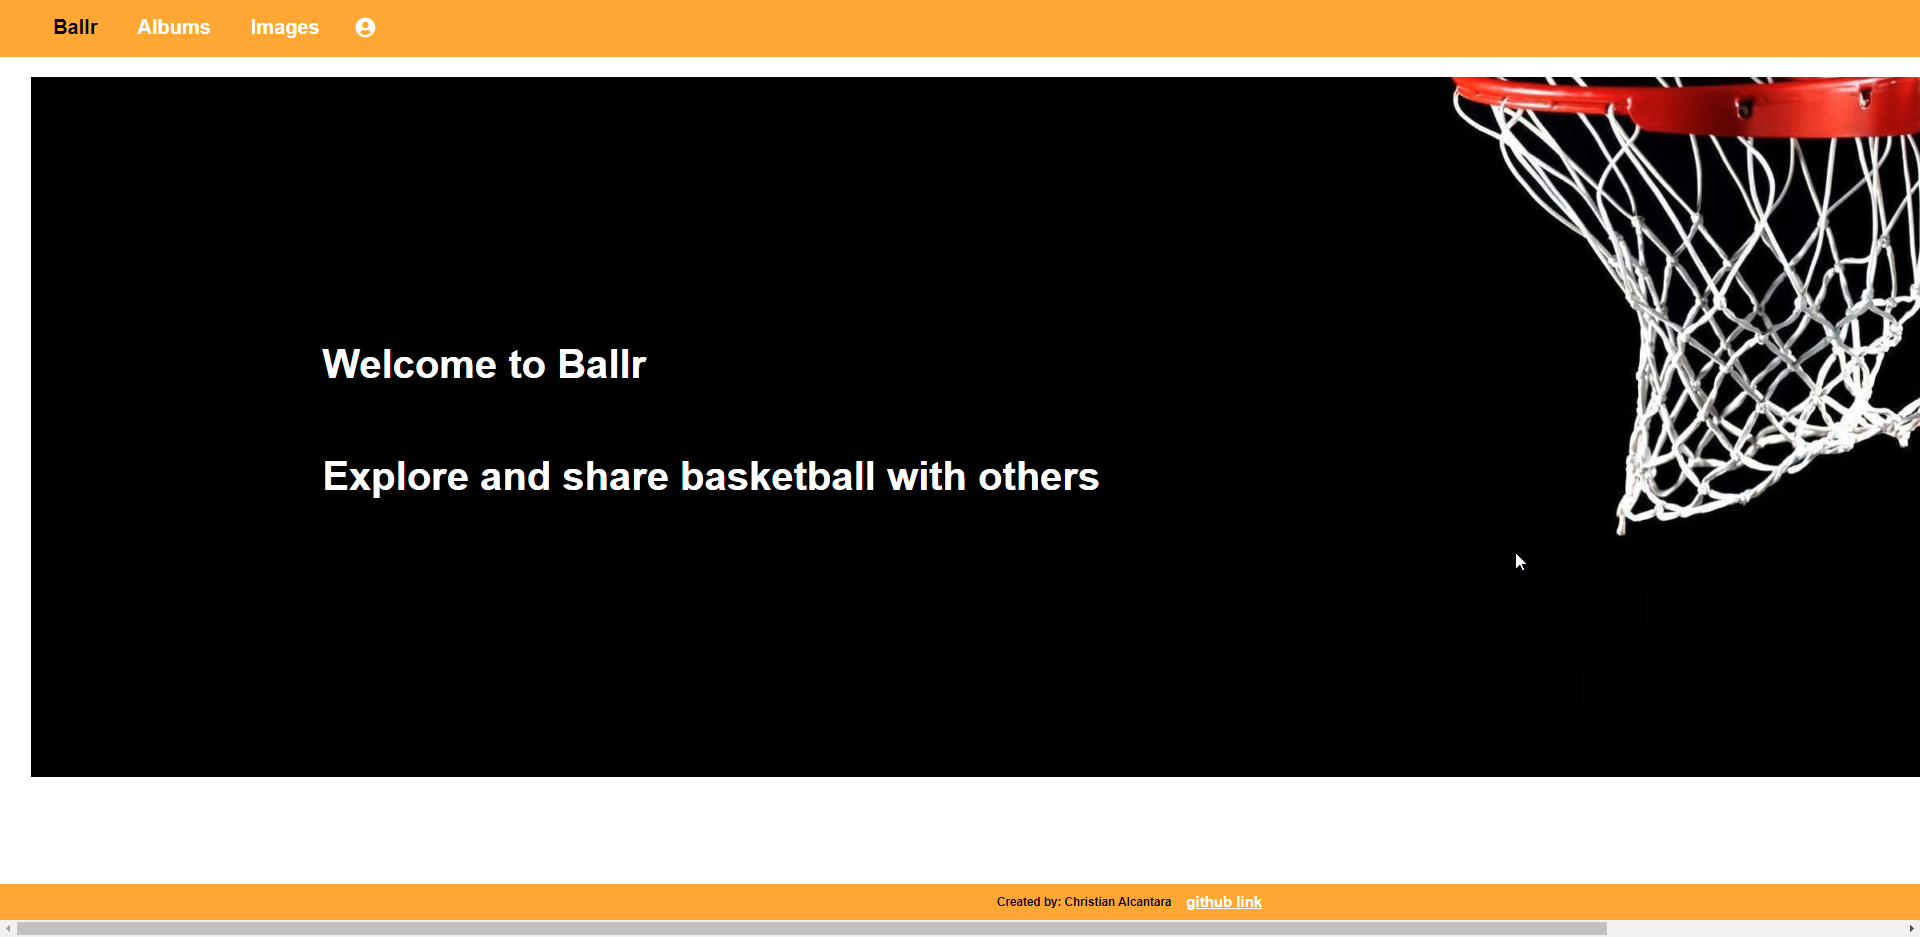 Ballr Albums Images
Welcome to Ballr
Explore and share basketball with others
Created by: Christian Alcantara github link